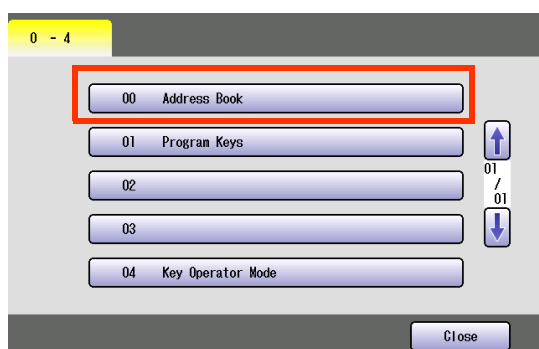 0 - 4
00 Address Book
01 Program Keys
02
03
04 Key Operator Mode
01
/
01
Close